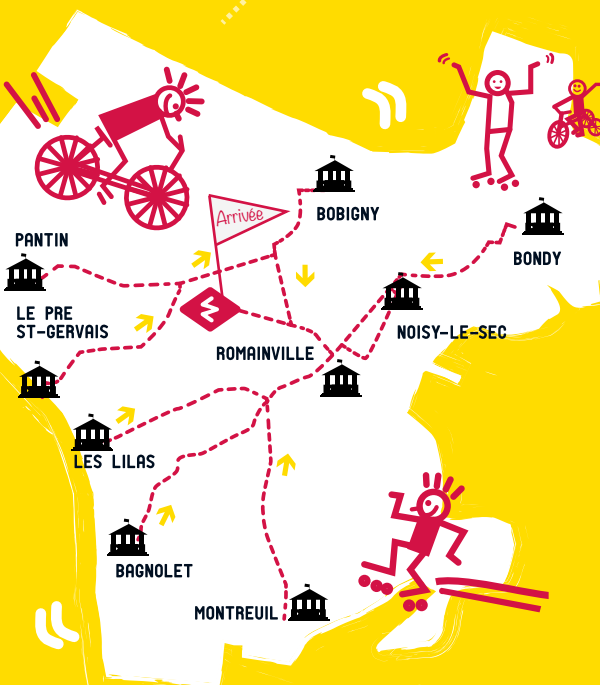 Arrivée
BOBIGNY
PANTIN
BONDY
LE PRE
ST-GERVAIS
NOISY-LE-SEC
ROMAINVILLE
LES LILAS
BAGNOLET
MONTREUIL